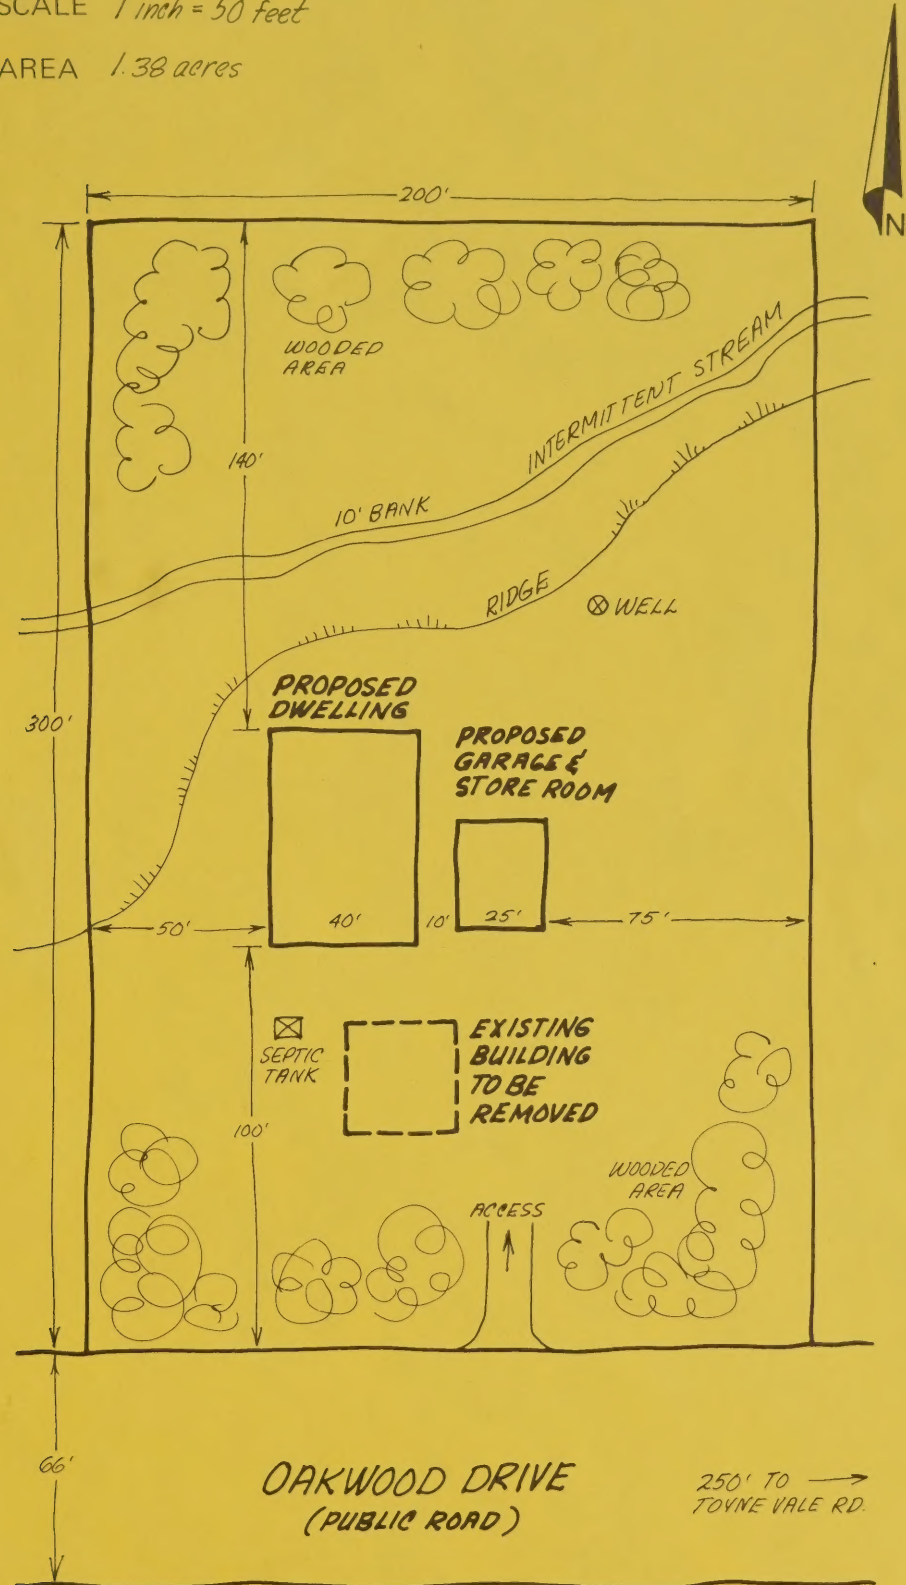 SCALE 1 inch = 50 feet
AREA 1.38 acres
N
200'
WOODED
AREA
INTERMITTENT STREAM
140'
10' BANK
RIDGE
WELL
PROPOSED
DWELLING
300'
PROPOSED
GARAGE &
STORE ROOM
50'
40'
10'
25'
75'
SEPTIC
TANK
EXISTING
BUILDING
TO BE
REMOVED
100'
WOODED
AREA
ACCESS
66'
OAKWOOD DRIVE
(PUBLIC ROAD)
250' TO
TOYNE VALE RD.